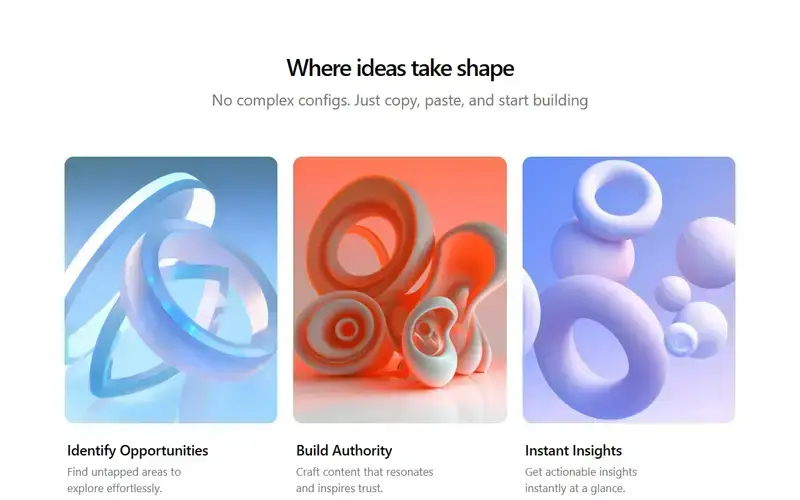 Where ideas take shape
No complex configs. Just copy, paste, and start building
Identify Opportunities
Find untapped areas to
explore effortlessly.
Build Authority
Craft content that resonates
and inspires trust.
Instant Insights
Get actionable insights
instantly at a glance.